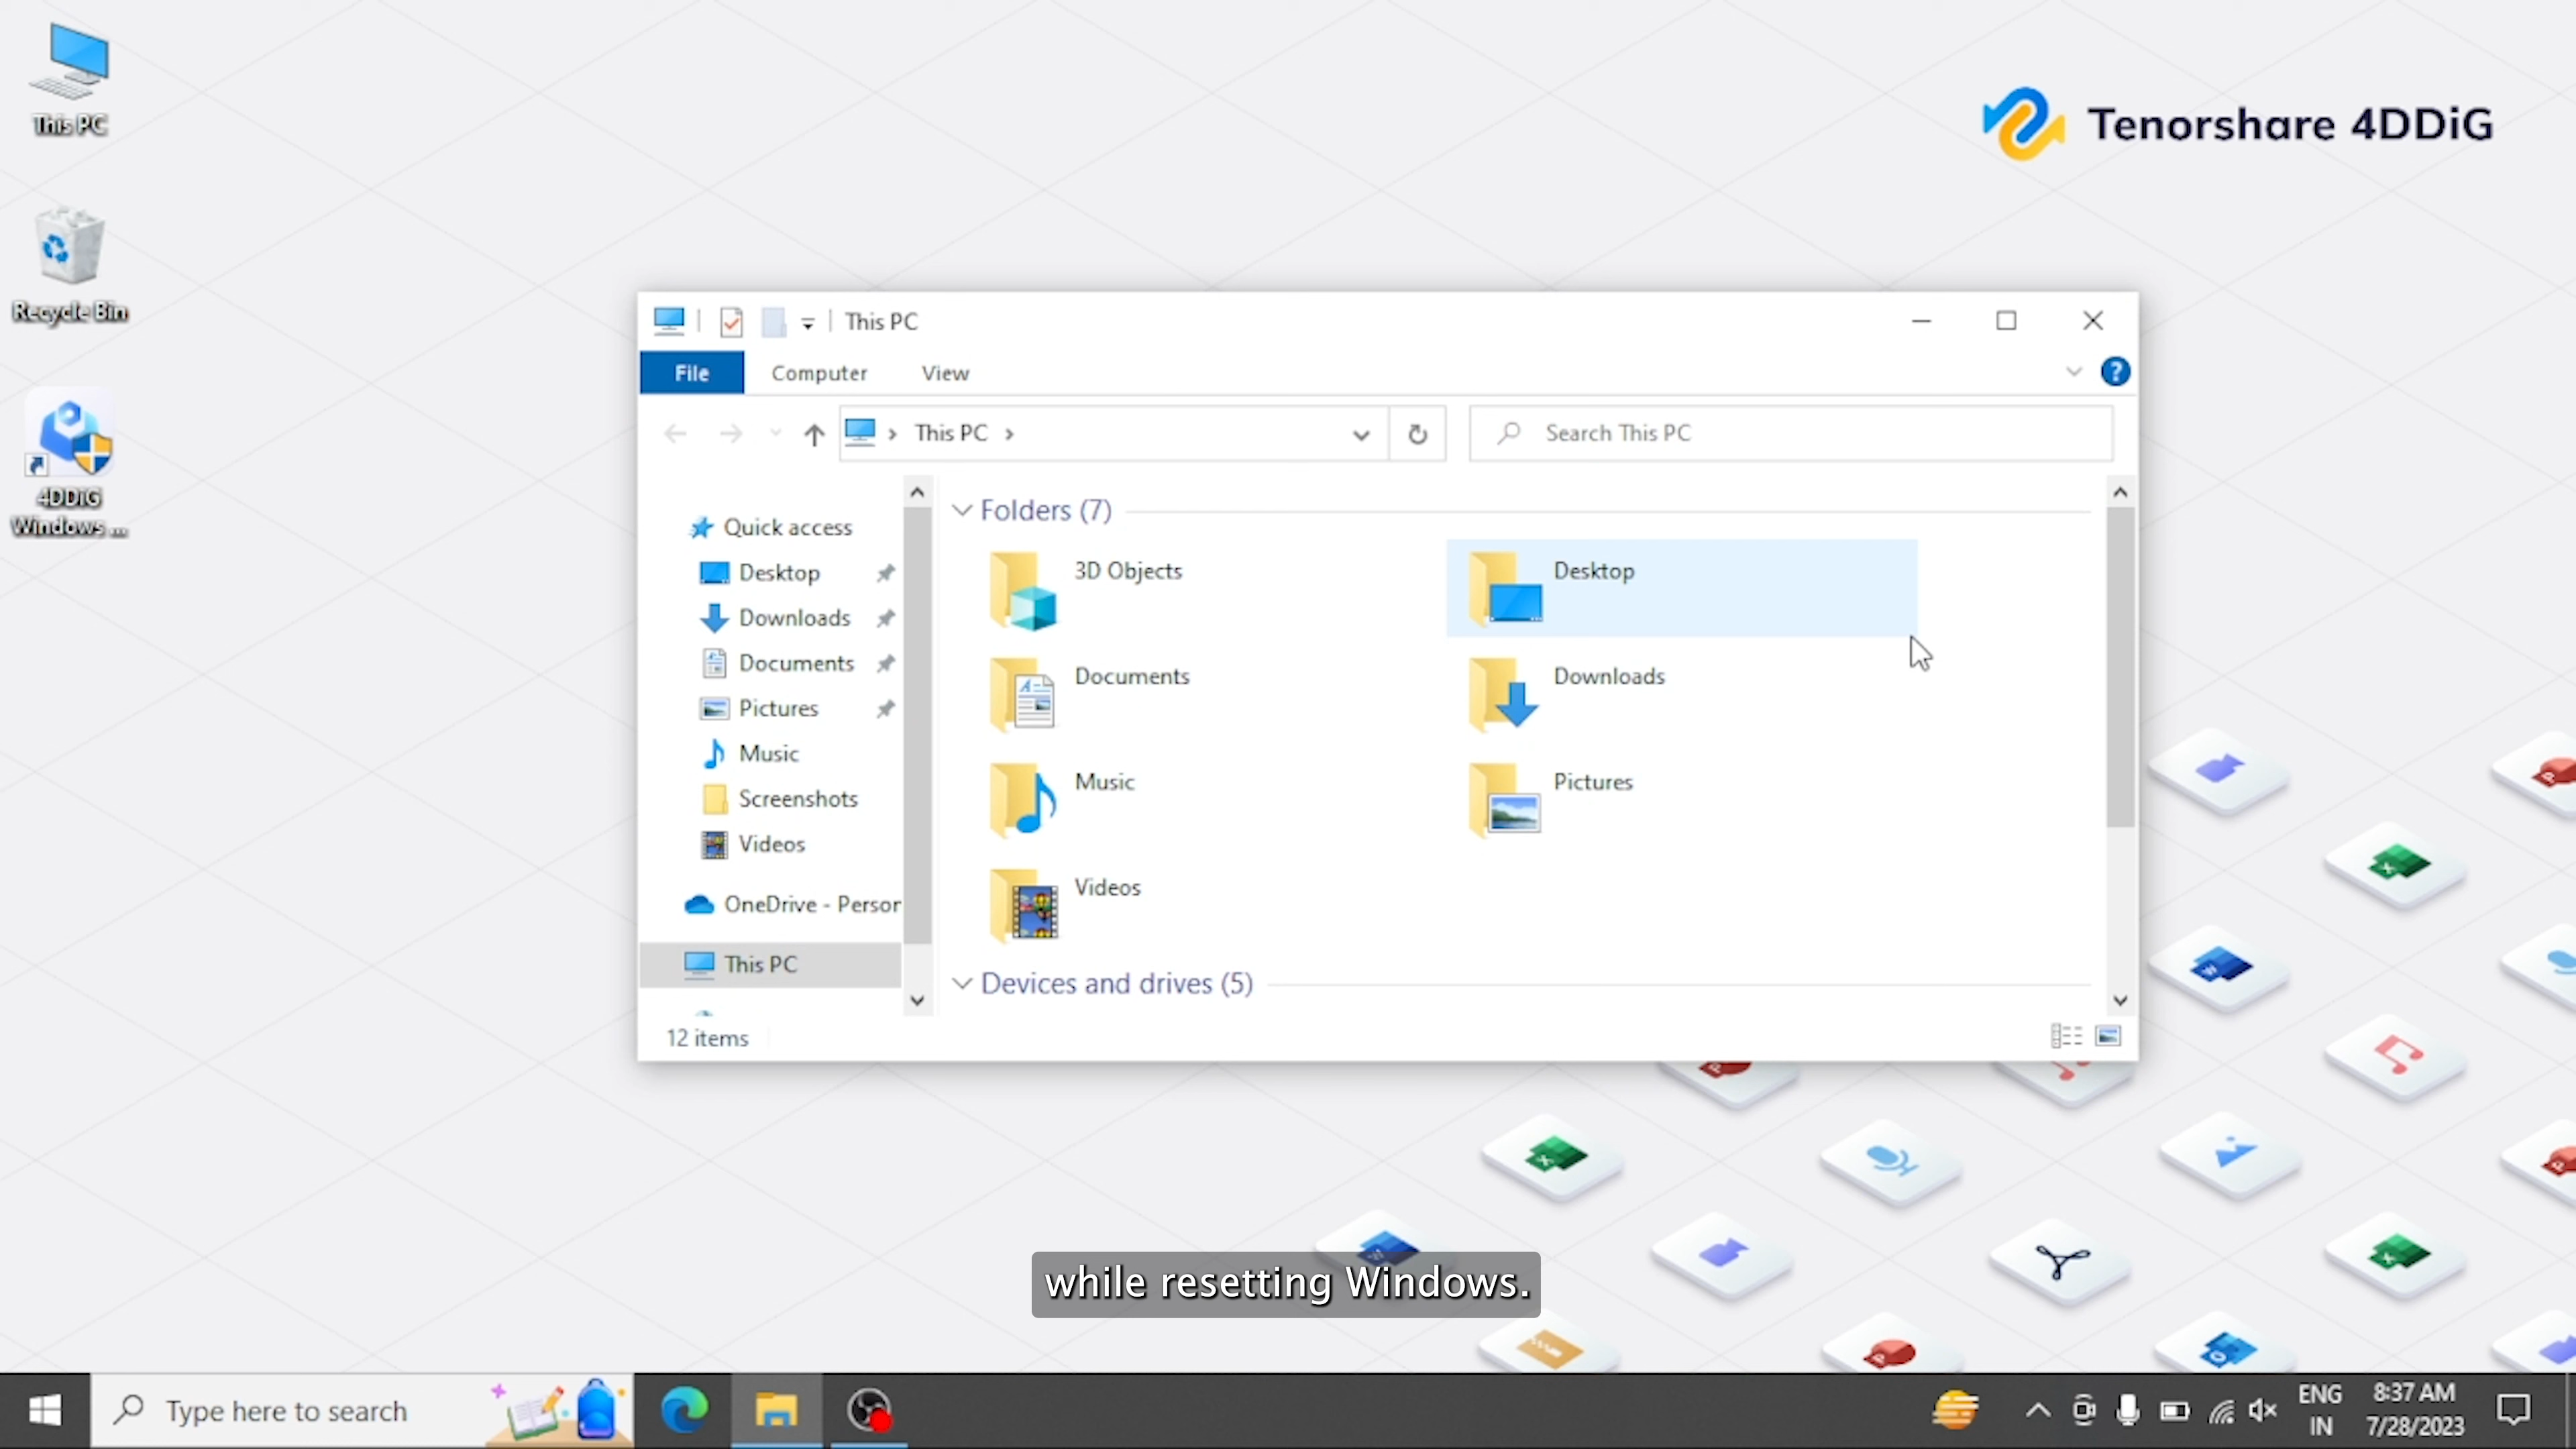 This PC
Recycle Bin
4DDiG
Windows ...
Tenorshare 4DDiG
This PC
File
Computer
View
This PC
Search This PC
Quick access
Desktop
Downloads
Documents
Pictures
Music
Screenshots
Videos
OneDrive - Person
This PC
Folders (7)
3D Objects
Desktop
Documents
Downloads
Music
Pictures
Videos
Devices and drives (5)
12 items
while resetting Windows.
Type here to search
ENG
IN
8:37 AM
7/28/2023